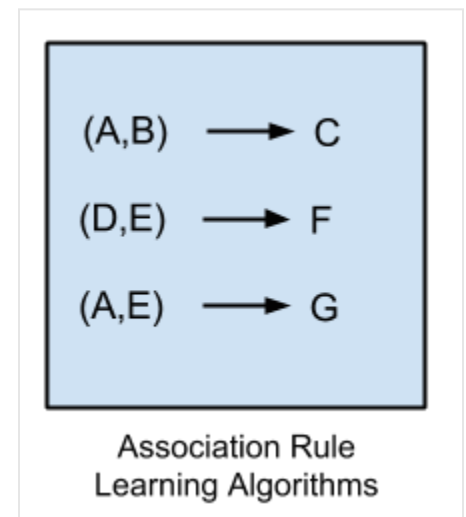 (A,B) → C
(D,E) → F
(A,E) → G
Association Rule
Learning Algorithms